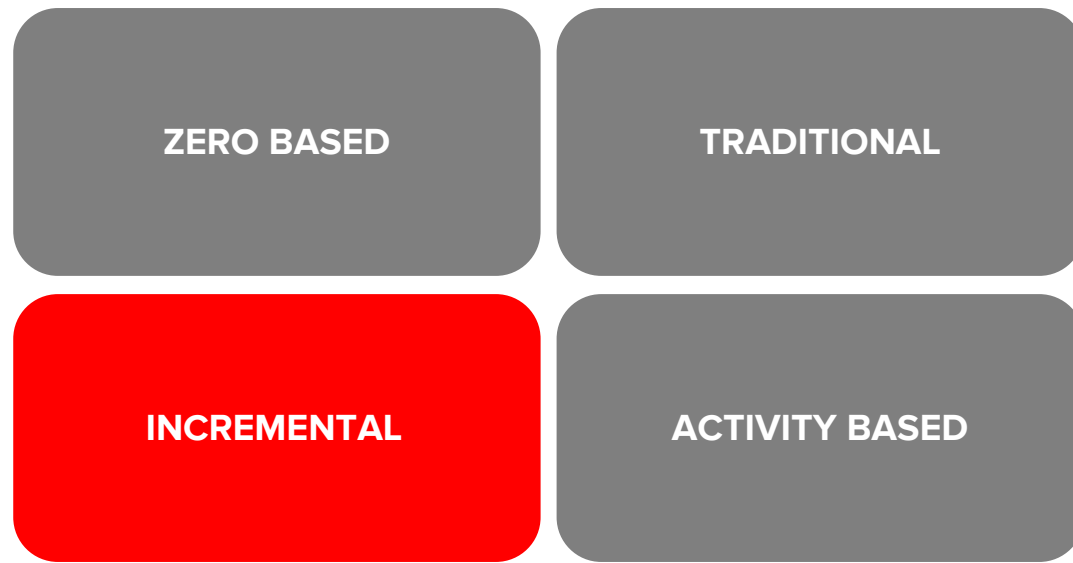 ZERO BASED
TRADITIONAL
INCREMENTAL
ACTIVITY BASED